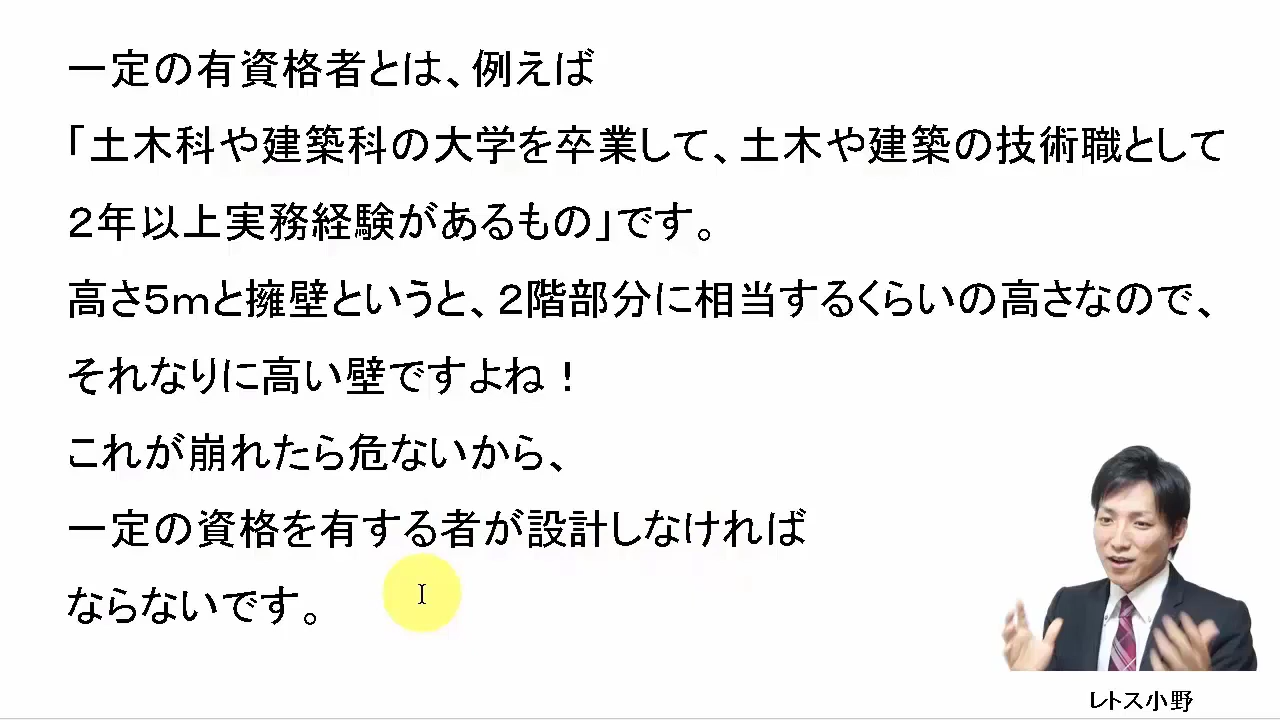 一定の有資格者とは、例えば
「土木科や建築科の大学を卒業して、土木や建築の技術職として
２年以上実務経験があるもの」です。
高さ５ｍと擁壁というと、２階部分に相当するくらいの高さなので、
それなりに高い壁ですよね！
これが崩れたら危ないから、
一定の資格を有する者が設計しなければ
ならないです。
レトス小野